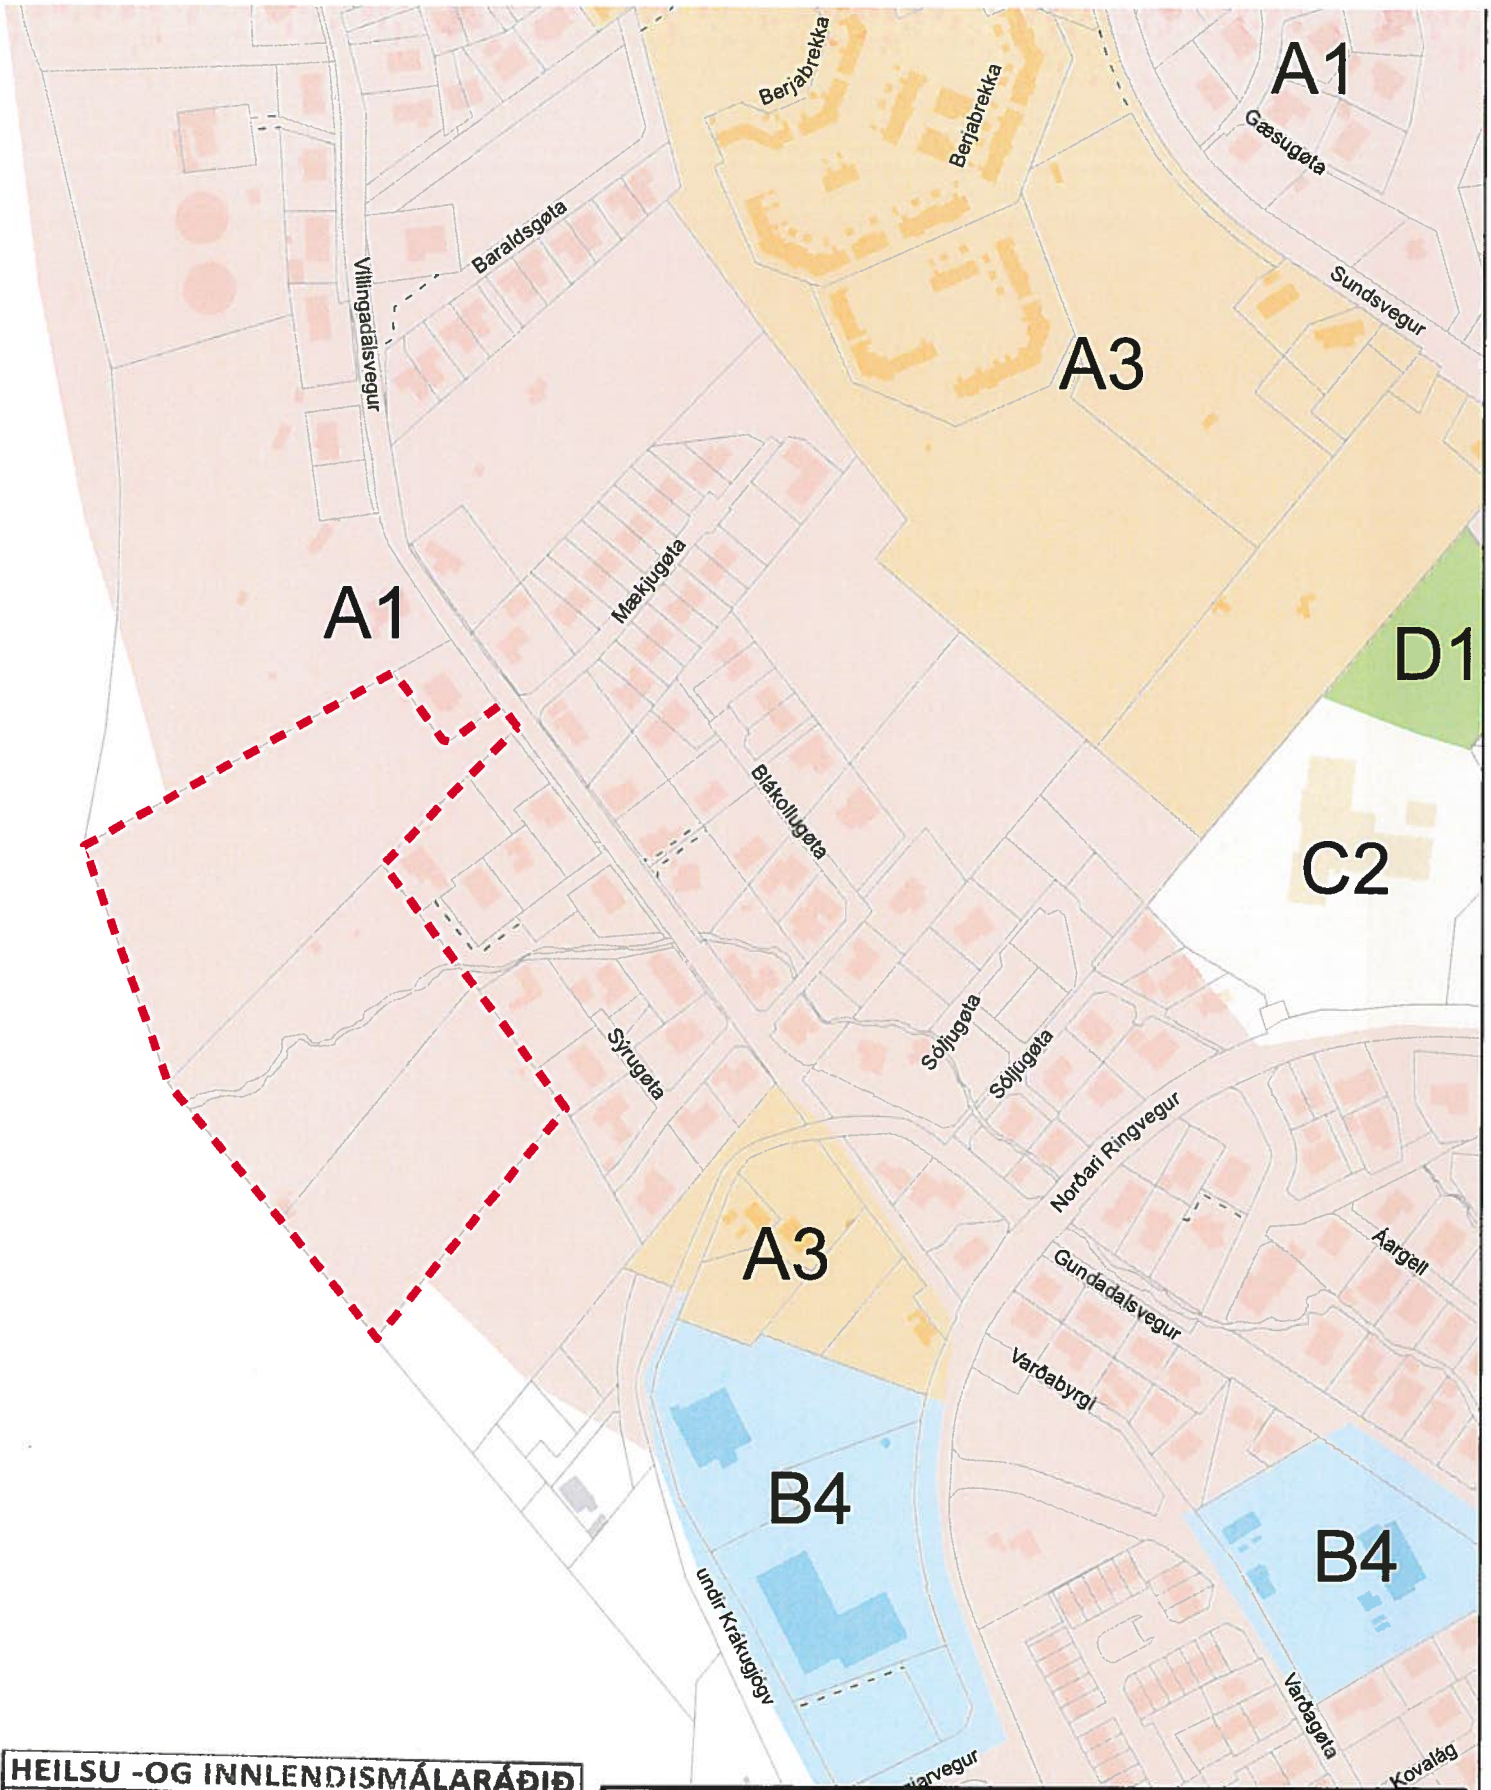 Berjabrekka
Berjabrekka
A1
Gæsugøta
Baraldsgøta
Villingadalsvegur
Sundsvegur
A3
Mækjugøta
A1
D1
Blákollugøta
C2
Sóljugøta
Sóljugøta
Sýrugøta
Norðari Ringvegur
A3
Áargeil
Gundadalsvegur
Varðabyrgi
B4
B4
undir Krákugjógv
Varðagøta
Kovalág
HEILSU -OG INNLENDISMÁLARÁÐIÐ